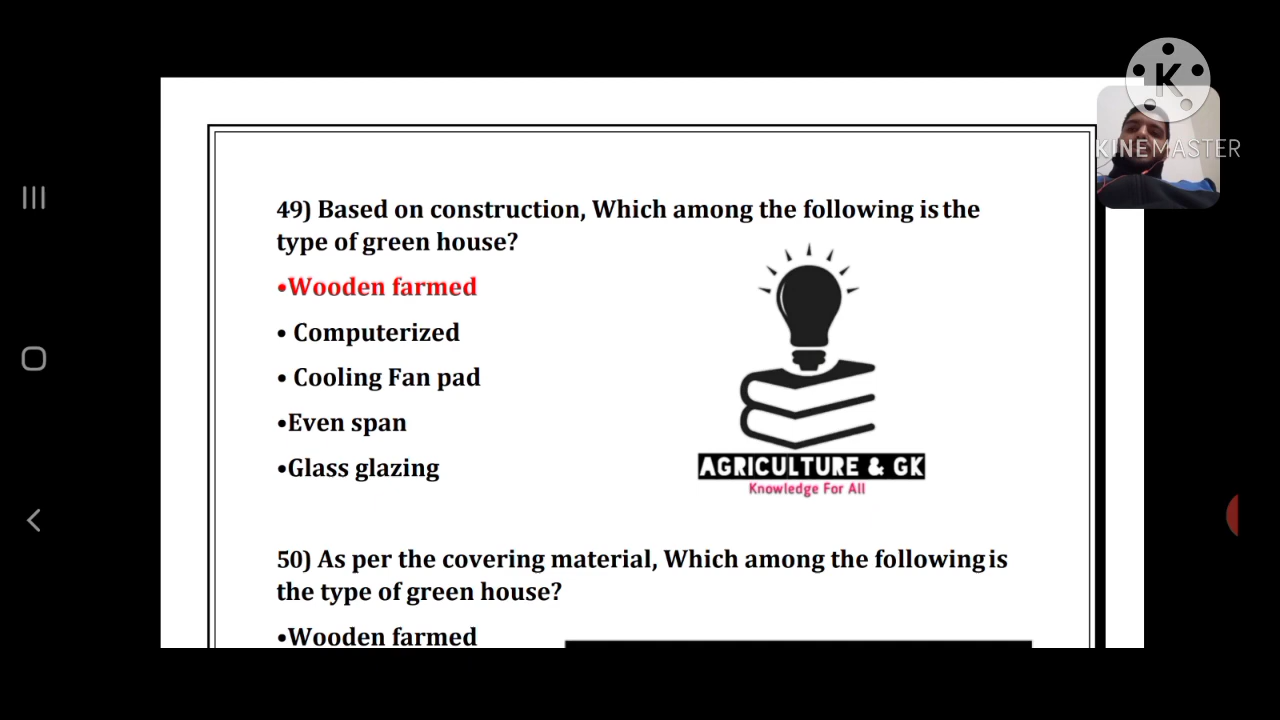 K
KINEMASTER
49) Based on construction, Which among the following is the
type of green house?
•Wooden farmed
• Computerized
• Cooling Fan pad
•Even span
•Glass glazing
AGRICULTURE & GK
Knowledge For All
50) As per the covering material, Which among the following is
the type of green house?
•Wooden farmed